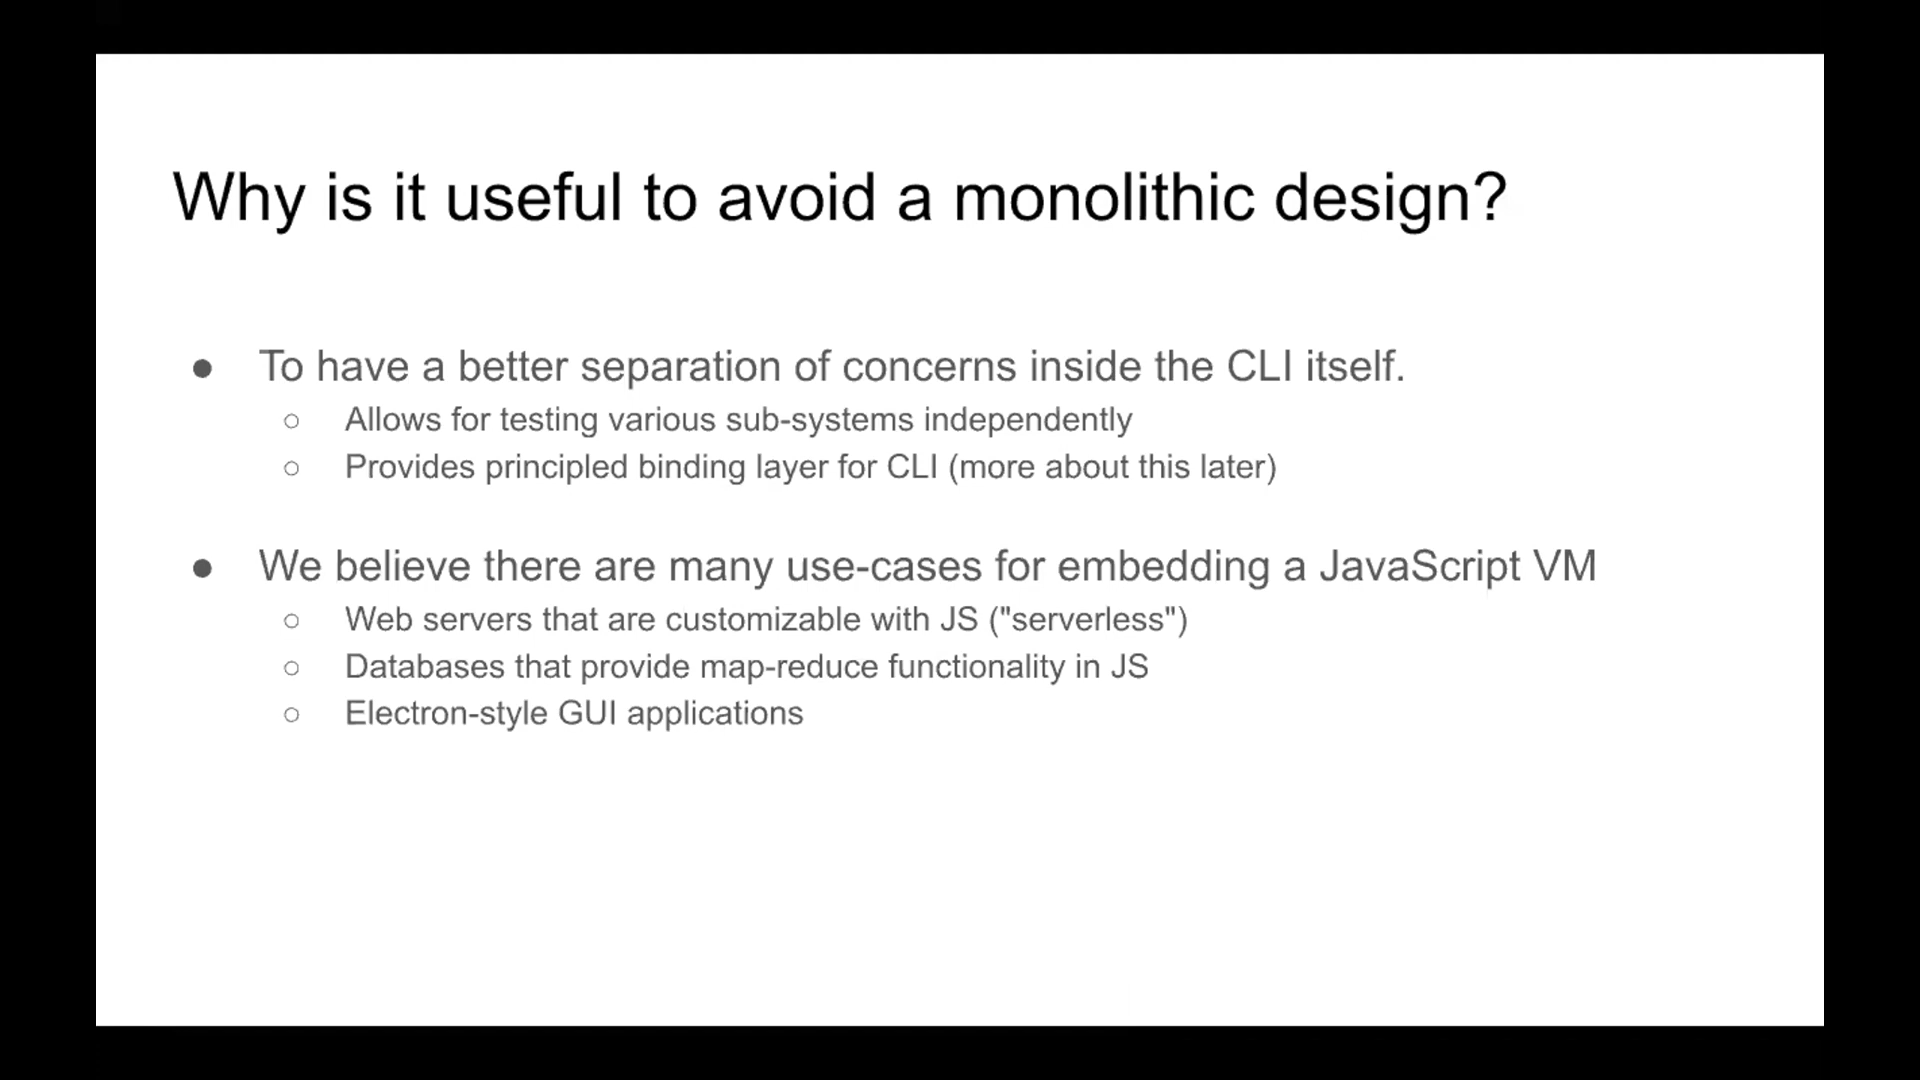 Why is it useful to avoid a monolithic design?
● To have a better separation of concerns inside the CLI itself.
○ Allows for testing various sub-systems independently
○ Provides principled binding layer for CLI (more about this later)
● We believe there are many use-cases for embedding a JavaScript VM
○ Web servers that are customizable with JS ("serverless")
○ Databases that provide map-reduce functionality in JS
○ Electron-style GUI applications